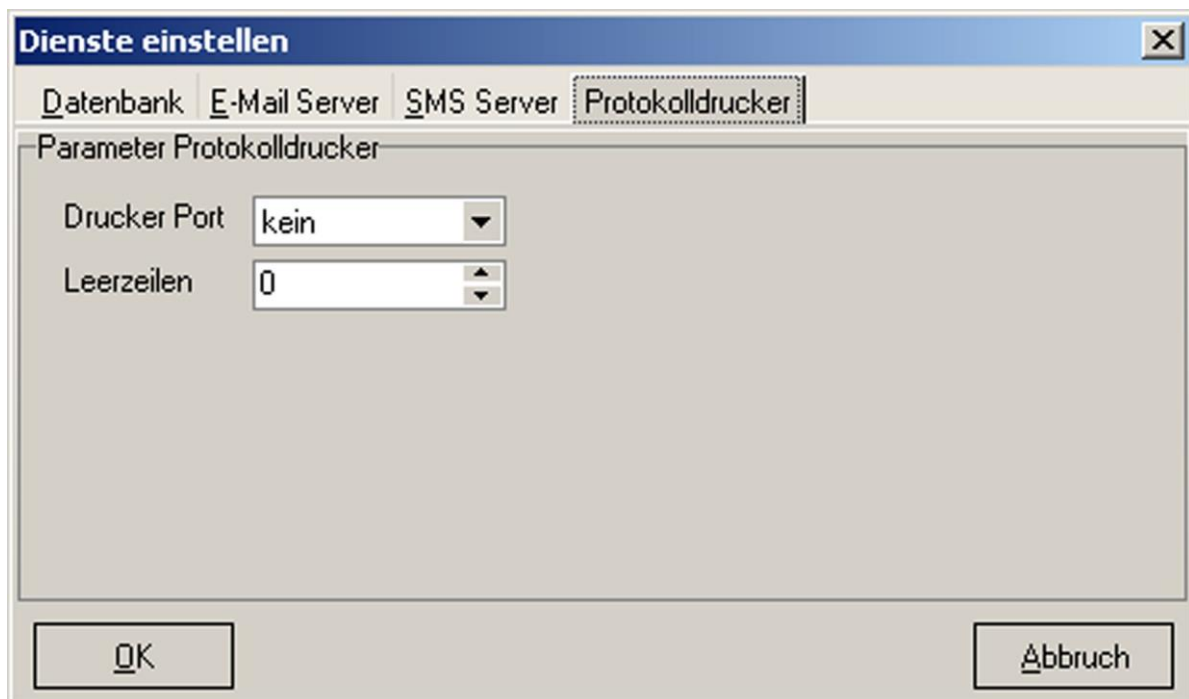 Dienste einstellen
Datenbank E-Mail Server SMS Server Protokolldrucker
Parameter Protokolldrucker
Drucker Port kein
Leerzeilen 0
OK Abbruch